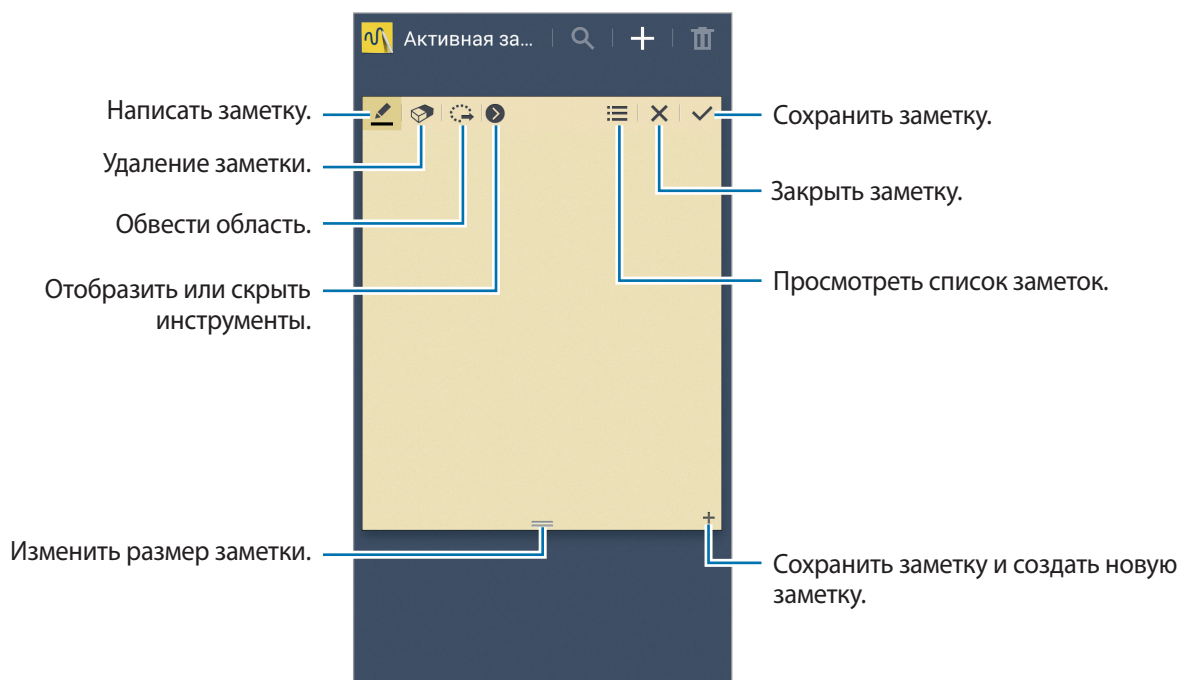 Активная за...
Написать заметку.
Удаление заметки.
Обвести область.
Отобразить или скрыть
инструменты.
Изменить размер заметки.
Сохранить заметку.
Закрыть заметку.
Просмотреть список заметок.
Сохранить заметку и создать новую
заметку.